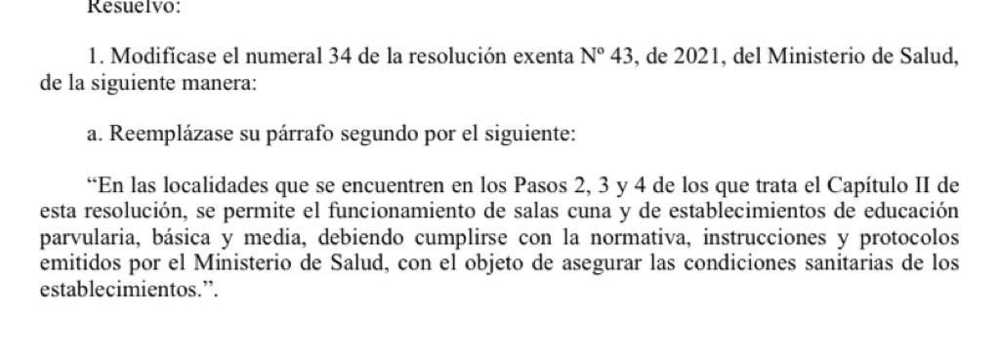 Resuelvo:
1. Modifícase el numeral 34 de la resolución exenta Nº 43, de 2021, del Ministerio de Salud,
de la siguiente manera:
a. Reemplázase su párrafo segundo por el siguiente:
“En las localidades que se encuentren en los Pasos 2, 3 y 4 de los que trata el Capítulo II de
esta resolución, se permite el funcionamiento de salas cuna y de establecimientos de educación
parvularia, básica y media, debiendo cumplirse con la normativa, instrucciones y protocolos
emitidos por el Ministerio de Salud, con el objeto de asegurar las condiciones sanitarias de los
establecimientos.”.